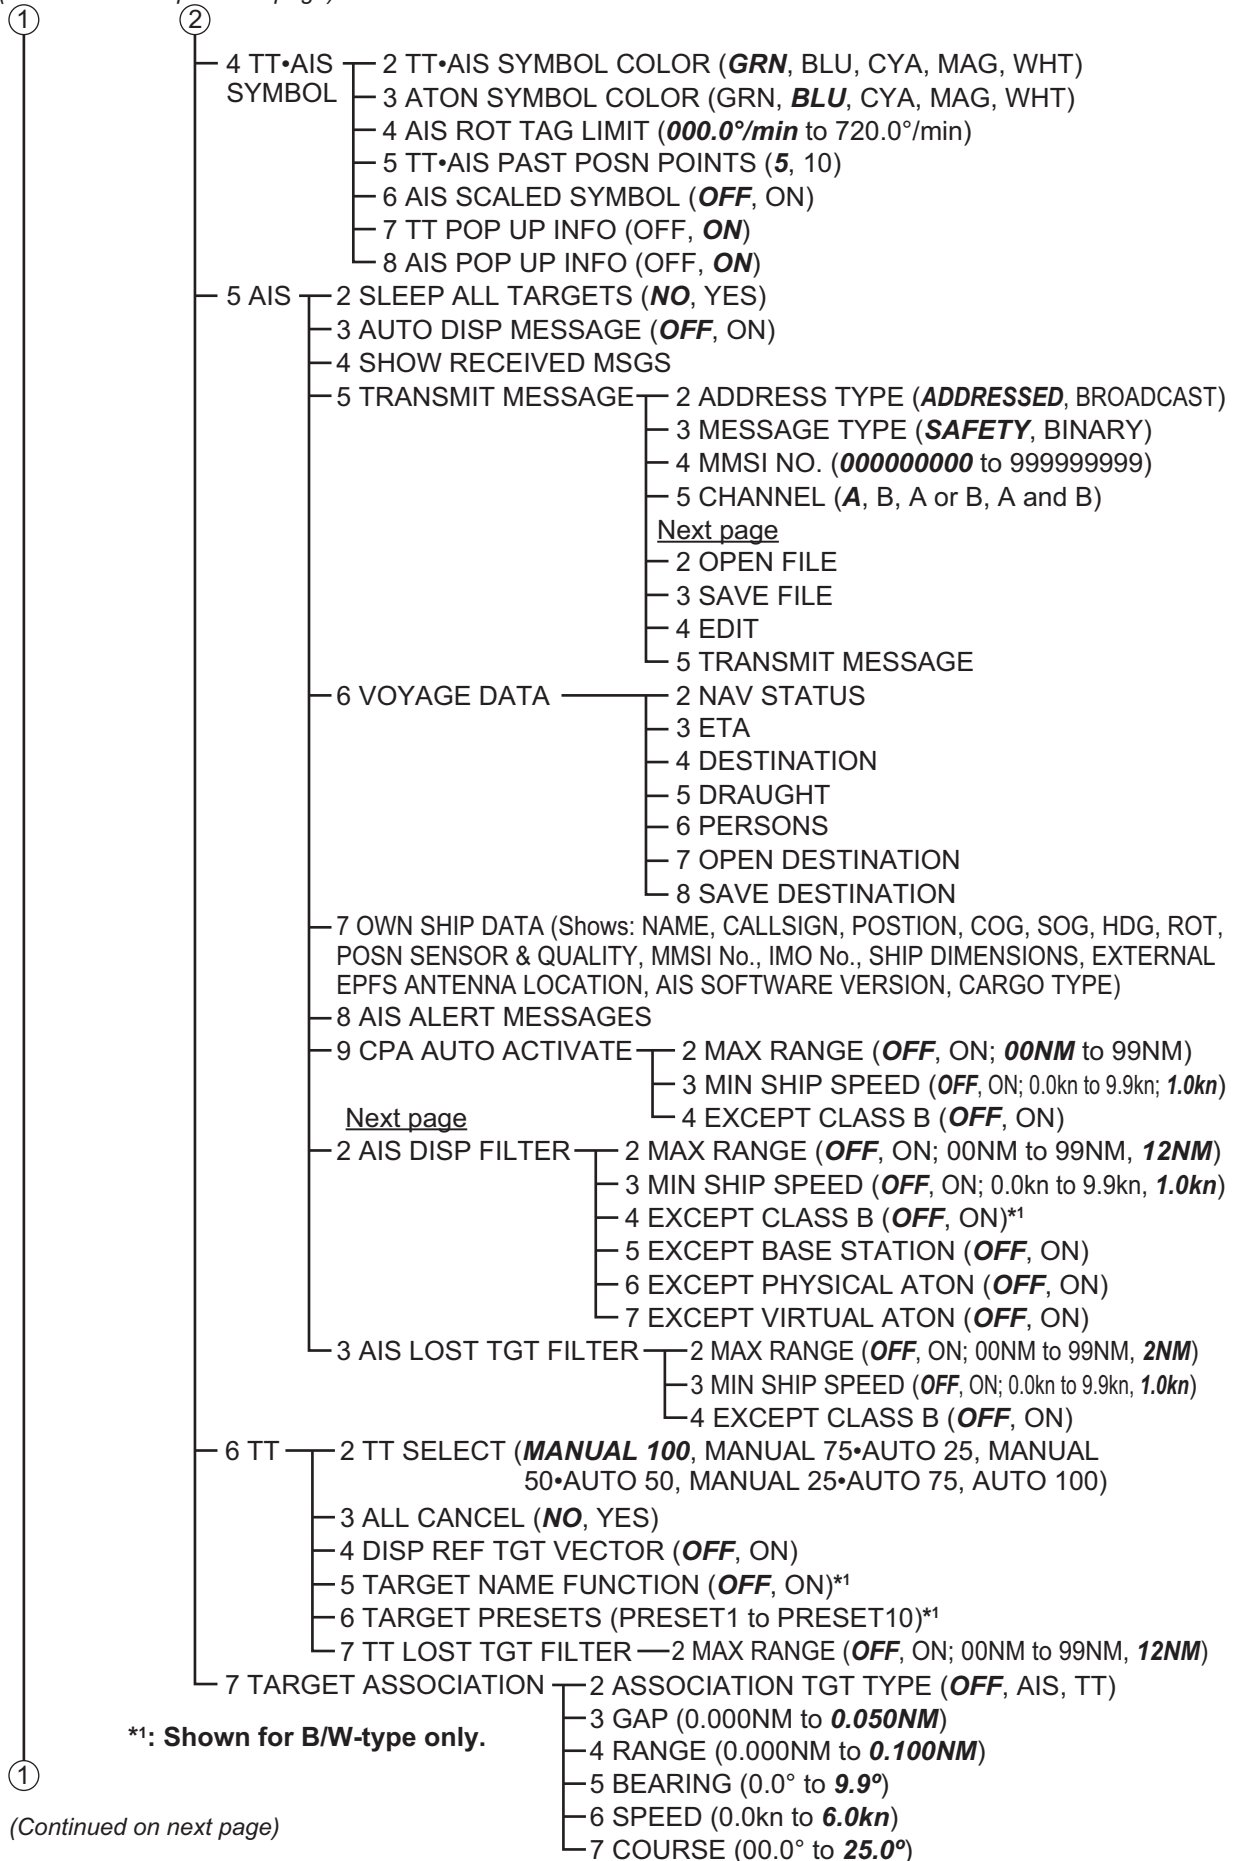 1 2
4 TT•AIS
SYMBOL
2 TT•AIS SYMBOL COLOR (GRN, BLU, CYA, MAG, WHT)
3 ATON SYMBOL COLOR (GRN, BLU, CYA, MAG, WHT)
4 AIS ROT TAG LIMIT (000.0°/min to 720.0°/min)
5 TT•AIS PAST POSN POINTS (5, 10)
6 AIS SCALED SYMBOL (OFF, ON)
7 TT POP UP INFO (OFF, ON)
8 AIS POP UP INFO (OFF, ON)
5 AIS
2 SLEEP ALL TARGETS (NO, YES)
3 AUTO DISP MESSAGE (OFF, ON)
4 SHOW RECEIVED MSGS
5 TRANSMIT MESSAGE
2 ADDRESS TYPE (ADDRESSED, BROADCAST)
3 MESSAGE TYPE (SAFETY, BINARY)
4 MMSI NO. (000000000 to 999999999)
5 CHANNEL (A, B, A or B, A and B)
Next page
2 OPEN FILE
3 SAVE FILE
4 EDIT
5 TRANSMIT MESSAGE
6 VOYAGE DATA
2 NAV STATUS
3 ETA
4 DESTINATION
5 DRAUGHT
6 PERSONS
7 OPEN DESTINATION
8 SAVE DESTINATION
7 OWN SHIP DATA (Shows: NAME, CALLSIGN, POSTION, COG, SOG, HDG, ROT,
POSN SENSOR & QUALITY, MMSI No., IMO No., SHIP DIMENSIONS, EXTERNAL
EPFS ANTENNA LOCATION, AIS SOFTWARE VERSION, CARGO TYPE)
8 AIS ALERT MESSAGES
9 CPA AUTO ACTIVATE
2 MAX RANGE (OFF, ON; 00NM to 99NM)
3 MIN SHIP SPEED (OFF, ON; 0.0kn to 9.9kn; 1.0kn)
4 EXCEPT CLASS B (OFF, ON)
Next page
2 AIS DISP FILTER
2 MAX RANGE (OFF, ON; 00NM to 99NM, 12NM)
3 MIN SHIP SPEED (OFF, ON; 0.0kn to 9.9kn, 1.0kn)
4 EXCEPT CLASS B (OFF, ON)*1
5 EXCEPT BASE STATION (OFF, ON)
6 EXCEPT PHYSICAL ATON (OFF, ON)
7 EXCEPT VIRTUAL ATON (OFF, ON)
3 AIS LOST TGT FILTER
2 MAX RANGE (OFF, ON; 00NM to 99NM, 2NM)
3 MIN SHIP SPEED (OFF, ON; 0.0kn to 9.9kn, 1.0kn)
4 EXCEPT CLASS B (OFF, ON)
6 TT
2 TT SELECT (MANUAL 100, MANUAL 75•AUTO 25, MANUAL
50•AUTO 50, MANUAL 25•AUTO 75, AUTO 100)
3 ALL CANCEL (NO, YES)
4 DISP REF TGT VECTOR (OFF, ON)
5 TARGET NAME FUNCTION (OFF, ON)*1
6 TARGET PRESETS (PRESET1 to PRESET10)*1
7 TT LOST TGT FILTER
2 MAX RANGE (OFF, ON; 00NM to 99NM, 12NM)
7 TARGET ASSOCIATION
2 ASSOCIATION TGT TYPE (OFF, AIS, TT)
3 GAP (0.000NM to 0.050NM)
4 RANGE (0.000NM to 0.100NM)
5 BEARING (0.0° to 9.9º)
6 SPEED (0.0kn to 6.0kn)
7 COURSE (00.0° to 25.0º)
*1: Shown for B/W-type only.
1
(Continued on next page)